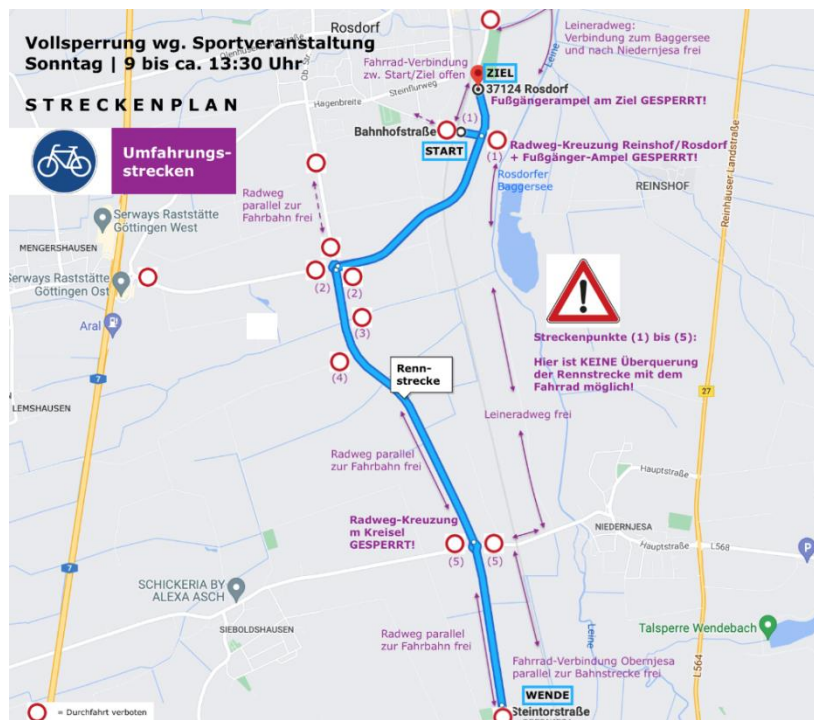 Vollsperrung wg. Sportveranstaltung
Sonntag | 9 bis ca. 13:30 Uhr
STRECKENPLAN
Umfahrungs-
strecken
Rosdorf
Leineradweg:
Verbindung zum Baggersee
und nach Niedernjesa frei
Leine
Fahrrad-Verbindung
zw. Start/Ziel offen
ZIEL
37124 Rosdorf
Fußgängerampel am Ziel GESPERRT!
Steinflurweg
Hagenbreite
Bahnhofstraße
(1)
START
(1)
Radweg-Kreuzung Reinshof/Rosdorf
+ Fußgänger-Ampel GESPERRT!
Rosdorfer
Baggersee
REINSHOF
Reinhäuser Landstraße
Radweg
parallel zur
Fahrbahn frei
Serways Raststätte
Göttingen West
MENGERSHAUSEN
Serways Raststätte
Göttingen Ost
(2)
(2)
(3)
(4)
Aral
7
7
LEMSHAUSEN
Streckenpunkte (1) bis (5):
Hier ist KEINE Überquerung
der Rennstrecke mit dem
Fahrrad möglich!
27
Renn-
strecke
Leineradweg frei
Radweg parallel
zur Fahrbahn frei
Hauptstraße
NIEDERNJESA
Hauptstraße
L568
P
Radweg-Kreuzung
m Kreisel
GESPERRT!
(5)
(5)
SCHICKERIA BY
ALEXA ASCH
SIEBOLDSHAUSEN
Talsperre Wendebach
Leine
L564
Radweg parallel
zur Fahrbahn frei
Fahrrad-Verbindung Obernjesa
parallel zur Bahnstrecke frei
WENDE
Steintorstraße
= Durchfahrt verboten